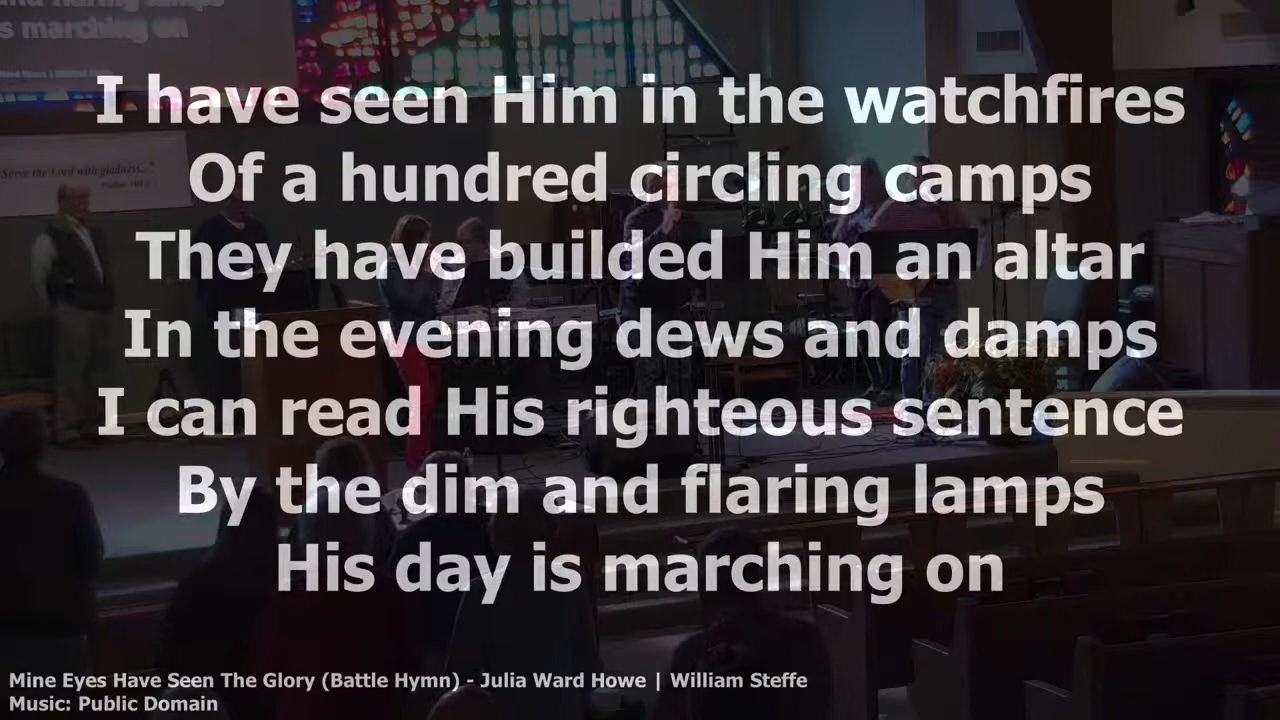 s marching on
"Serve the Lord with gladness..."
I have seen Him in the watchfires
Of a hundred circling camps
They have builded Him an altar
In the evening dews and damps
I can read His righteous sentence
By the dim and flaring lamps
His day is marching on
Mine Eyes Have Seen The Glory (Battle Hymn) - Julia Ward Howe | William Steffe
Music: Public Domain